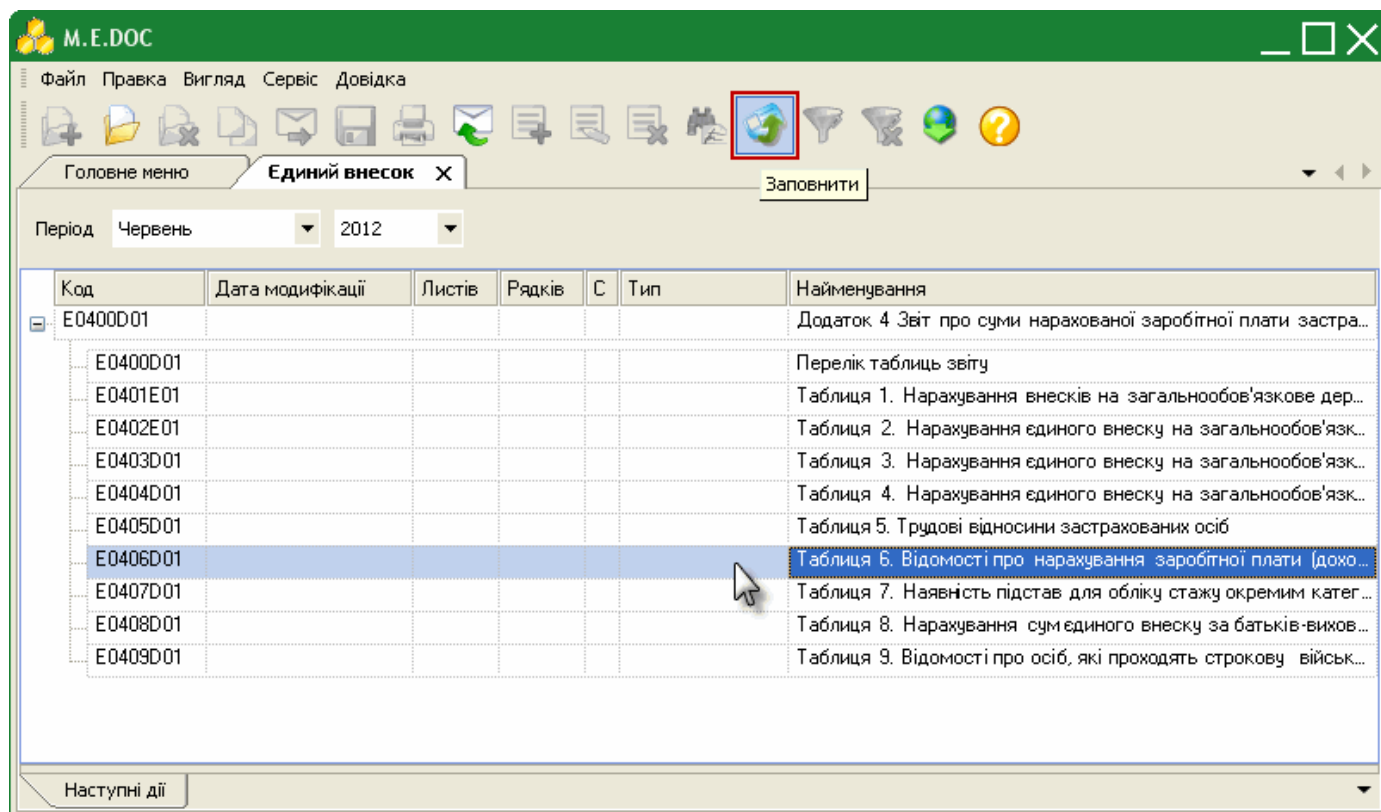 M.E.DOC
Файл Правка Вигляд Сервіс Довідка
Головне меню Єдиний внесок X
Заповнити
Період Червень 2012
Код Дата модифікації Листів Рядків С Тип Найменування
E0400D01 Додаток 4 Звіт про суми нарахованої заробітної плати застра...
E0400D01 Перелік таблиць звіту
E0401E01 Таблиця 1. Нарахування внесків на загальнообов'язкове дер...
E0402E01 Таблиця 2. Нарахування єдиного внеску на загальнообов'язк...
E0403D01 Таблиця 3. Нарахування єдиного внеску на загальнообов'язк...
E0404D01 Таблиця 4. Нарахування єдиного внеску на загальнообов'язк...
E0405D01 Таблиця 5. Трудові відносини застрахованих осіб
E0406D01 Таблиця 6. Відомості про нарахування заробітної плати (дохо...
E0407D01 Таблиця 7. Наявність підстав для обліку стажу окремим катег...
E0408D01 Таблиця 8. Нарахування сум єдиного внеску за батьків-вихов...
E0409D01 Таблиця 9. Відомості про осіб, які проходять строкову військ...
Наступні дії